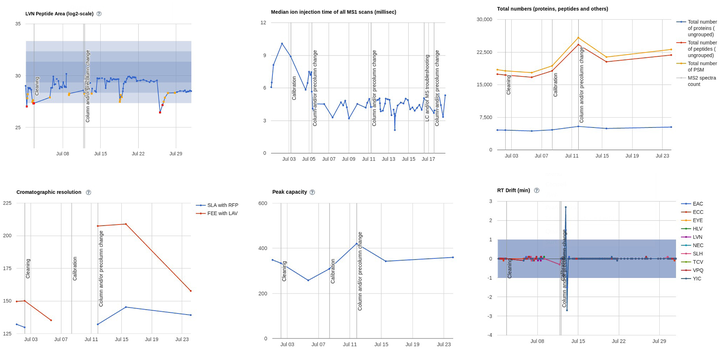 LVN Peptide Area (log2-scale) ?
35
30
25
Cleaning
Column and/or precolumn change
Jul 08
Jul 15
Jul 22
Jul 29
Median ion injection time of all MS1 scans (millisec)
12
8
4
0
Calibration
Column and/or precolumn change
Column and/or precolumn change
LC and/or MS troubleshooting
Column and/or precolumn change
Jul 03
Jul 05
Jul 07
Jul 09
Jul 11
Jul 13
Jul 15
Jul 17
Total numbers (proteins, peptides and others)
30,000
22,500
15,000
7,500
0
Cleaning
Calibration
Column and/or precolumn change
Jul 03
Jul 07
Jul 11
Jul 15
Jul 19
Jul 23
Total number
of proteins (
ungrouped)
Total number
of peptides (
ungrouped)
Total number
of PSM
MS2 spectra
count
Cromatographic resolution ?
225
200
175
150
125
Cleaning
Calibration
Column and/or precolumn change
Jul 03
Jul 07
Jul 11
Jul 15
Jul 19
Jul 23
SLA with RFP
FEE with LAV
Peak capacity ?
600
400
200
0
Cleaning
Calibration
Column and/or precolumn change
Jul 03
Jul 07
Jul 11
Jul 15
Jul 19
Jul 23
RT Drift (min) ?
3
2
1
0
-1
-2
-3
-4
Cleaning
Column and/or precolumn change
Jul 08
Jul 15
Jul 22
Jul 29
EAC
ECC
EYE
HLV
LVN
NEC
SLH
TCV
VPQ
YIC